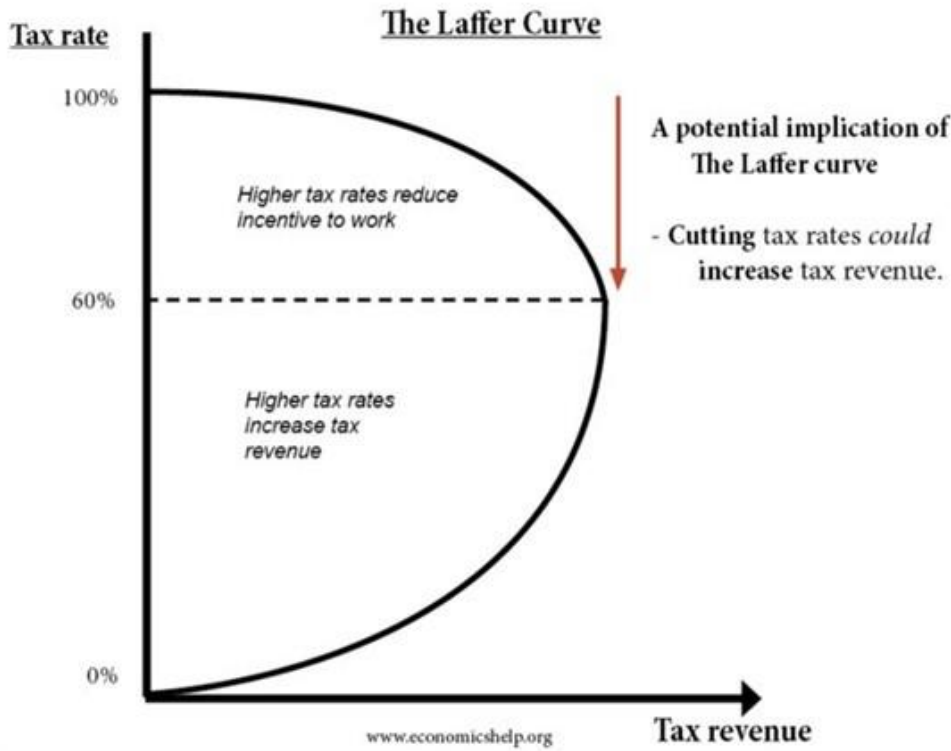 The Laffer Curve
Tax rate
100%
A potential implication of
The Laffer curve
Higher tax rates reduce
incentive to work
- Cutting tax rates could
increase tax revenue.
60%
Higher tax rates
increase tax
revenue
0%
www.economicshelp.org
Tax revenue